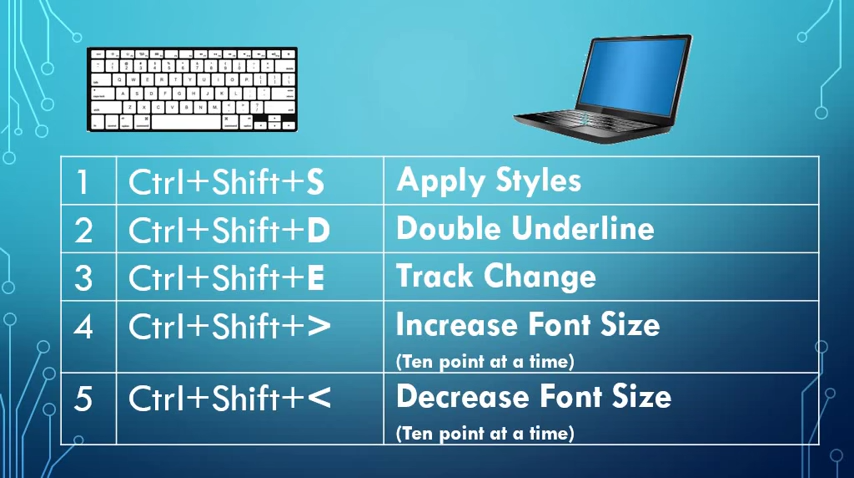 1 Ctrl+Shift+S Apply Styles
2 Ctrl+Shift+D Double Underline
3 Ctrl+Shift+E Track Change
4 Ctrl+Shift+> Increase Font Size
(Ten point at a time)
5 Ctrl+Shift+< Decrease Font Size
(Ten point at a time)